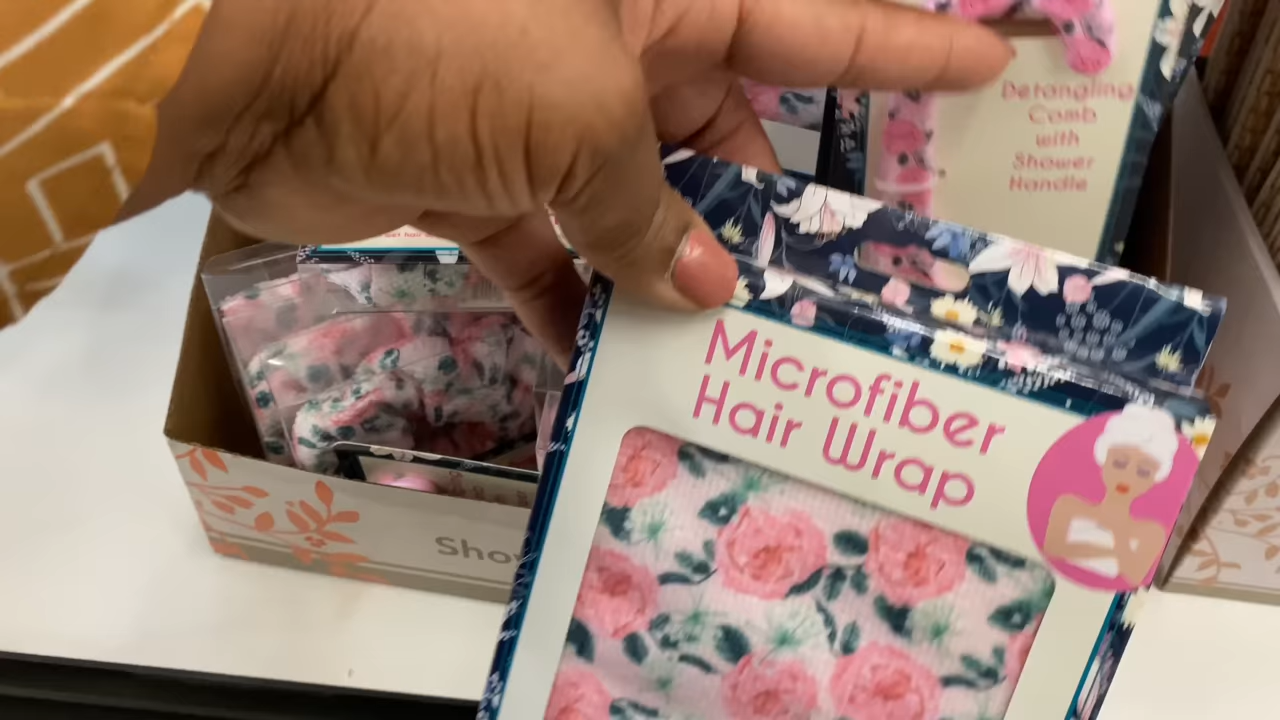 Detangling
Comb
with
Shower
Handle
Microfiber
Hair Wrap